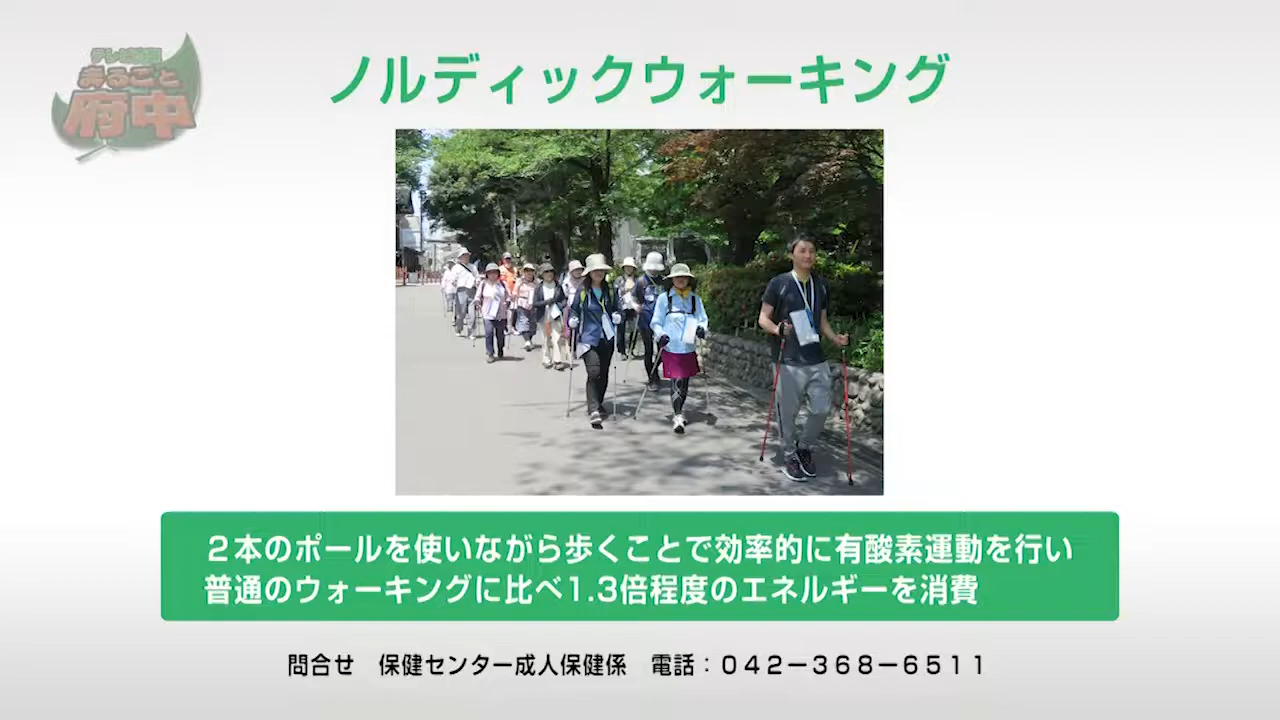 まるごと
府中
ノルディックウォーキング
２本のポールを使いながら歩くことで効率的に有酸素運動を行い
普通のウォーキングに比べ1.3倍程度のエネルギーを消費
問合せ　保健センター成人保健係　電話：０４２－３６８－６５１１